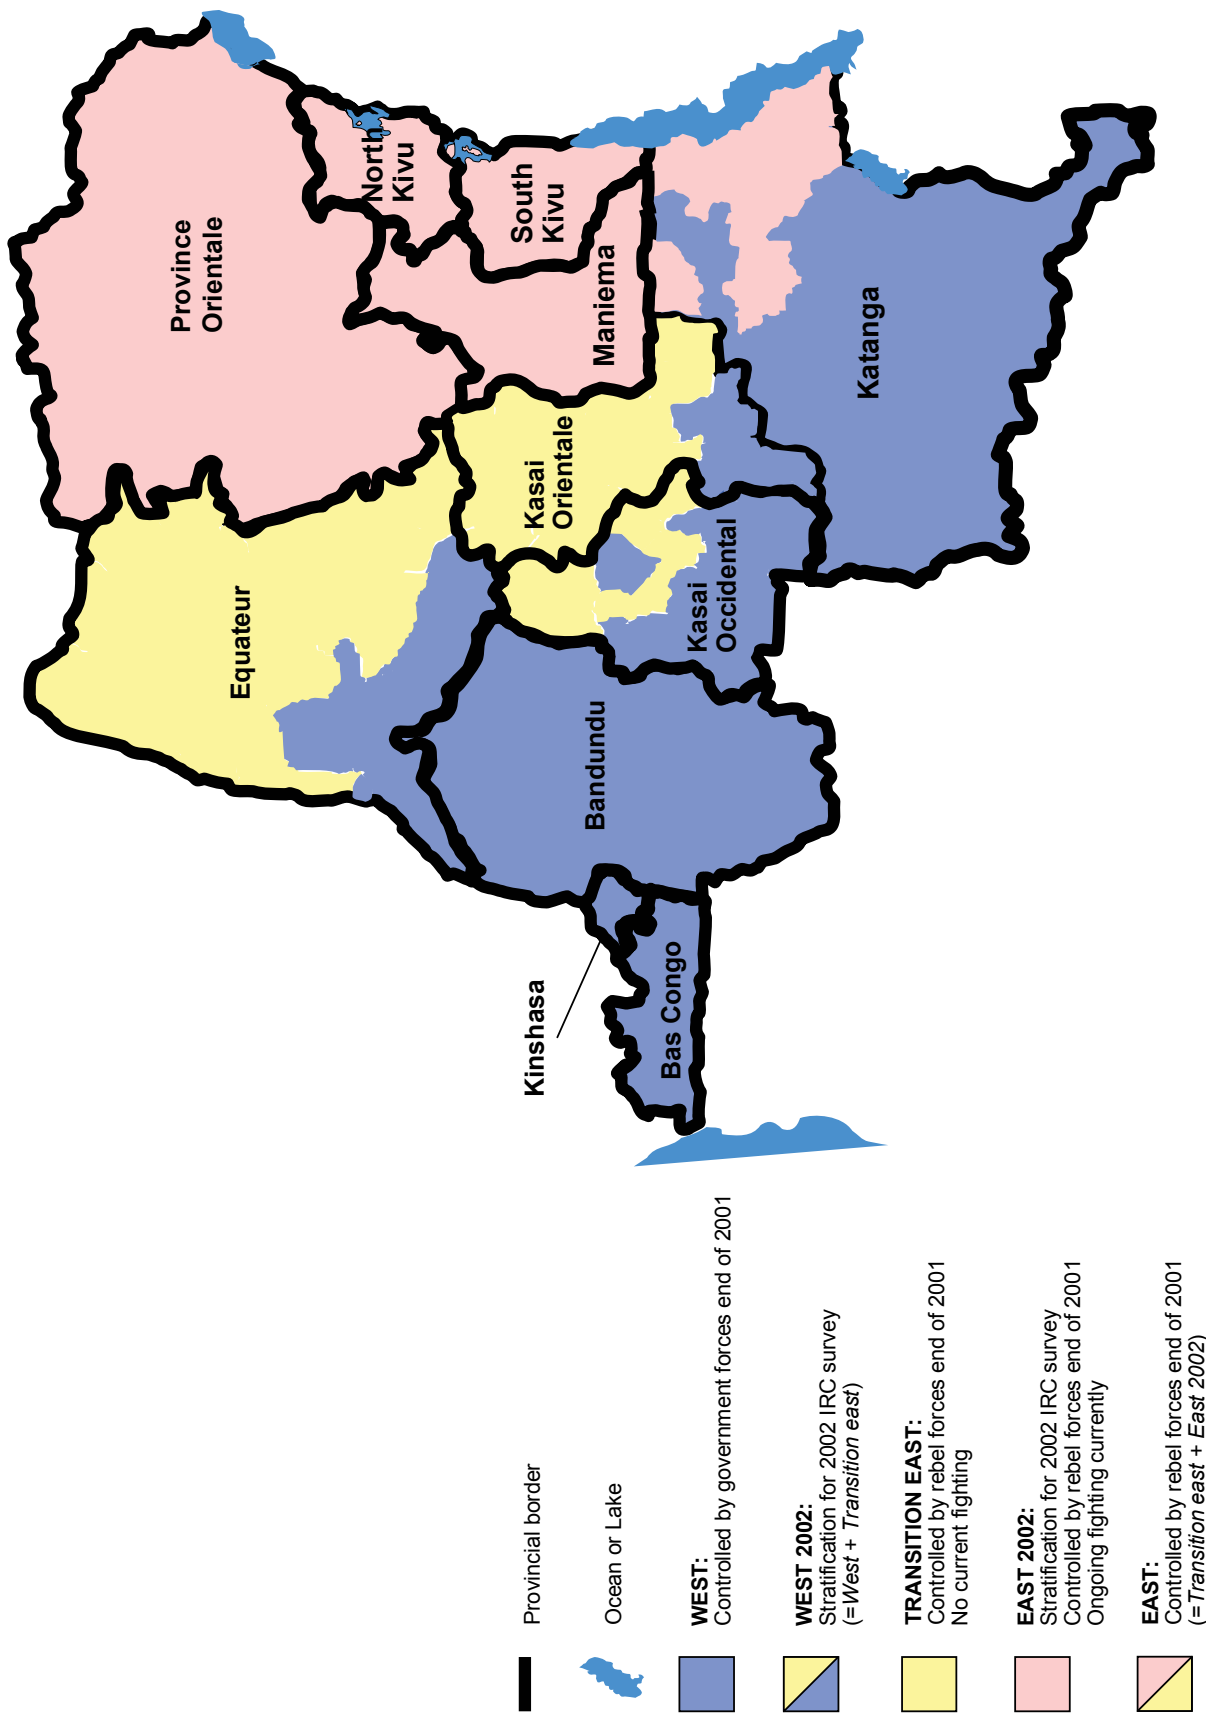 Province
Orientale
North
Kivu
South
Kivu
Maniema
Katanga
Equateur
Kasai
Orientale
Kasai
Occidental
Bandundu
Kinshasa
Bas Congo
Provincial border
Ocean or Lake
WEST:
Controlled by government forces end of 2001
WEST 2002:
Stratification for 2002 IRC survey
(=West + Transition east)
TRANSITION EAST:
Controlled by rebel forces end of 2001
No current fighting
EAST 2002:
Stratification for 2002 IRC survey
Controlled by rebel forces end of 2001
Ongoing fighting currently
EAST:
Controlled by rebel forces end of 2001
(=Transition east + East 2002)